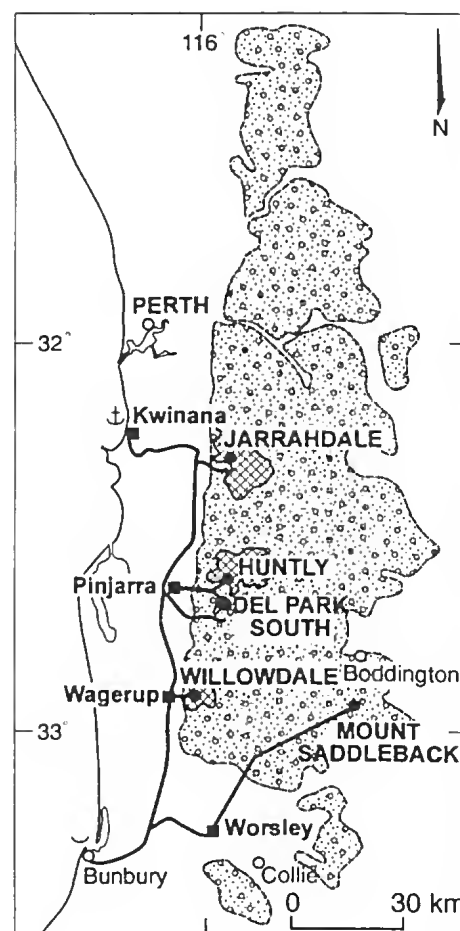 116
N
PERTH
32°
Kwinana
JARRAHDALE
HUNTLY
Pinjarra
DEL PARK
SOUTH
WILLOWDALE
Boddington
Wagerup
33°
MOUNT
SADDLEBACK
Worsley
Bunbury
Collie
0 30 km